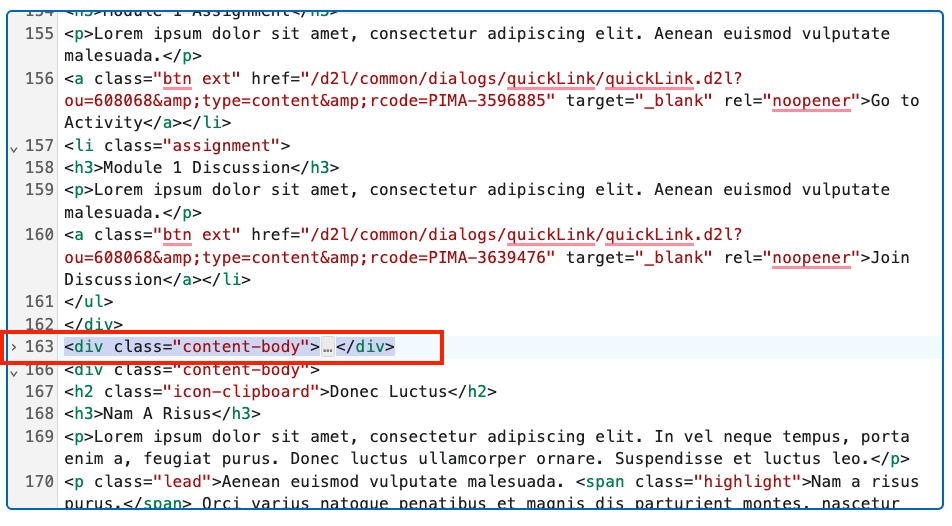 154 <h3>Module 1 Assignment</h3>
155 <p>Lorem ipsum dolor sit amet, consectetur adipiscing elit. Aenean euismod vulputate
malesuada.</p>
156 <a class="btn ext" href="/d2l/common/dialogs/quickLink/quickLink.d2l?
ou=608068&amp;type=content&amp;rcode=PIMA-3596885" target="_blank" rel="noopener">Go to
Activity</a></li>
157 <li class="assignment">
158 <h3>Module 1 Discussion</h3>
159 <p>Lorem ipsum dolor sit amet, consectetur adipiscing elit. Aenean euismod vulputate
malesuada.</p>
160 <a class="btn ext" href="/d2l/common/dialogs/quickLink/quickLink.d2l?
ou=608068&amp;type=content&amp;rcode=PIMA-3639476" target="_blank" rel="noopener">Join
Discussion</a></li>
161 </ul>
162 </div>
163 <div class="content-body">…</div>
166 <div class="content-body">
167 <h2 class="icon-clipboard">Donec Luctus</h2>
168 <h3>Nam A Risus</h3>
169 <p>Lorem ipsum dolor sit amet, consectetur adipiscing elit. In vel neque tempus, porta
enim a, feugiat purus. Donec luctus ullamcorper ornare. Suspendisse et luctus leo.</p>
170 <p class="lead">Aenean euismod vulputate malesuada. <span class="highlight">Nam a risus
purus.</span> Orci varius natoque penatibus et magnis dis parturient montes, nascetur